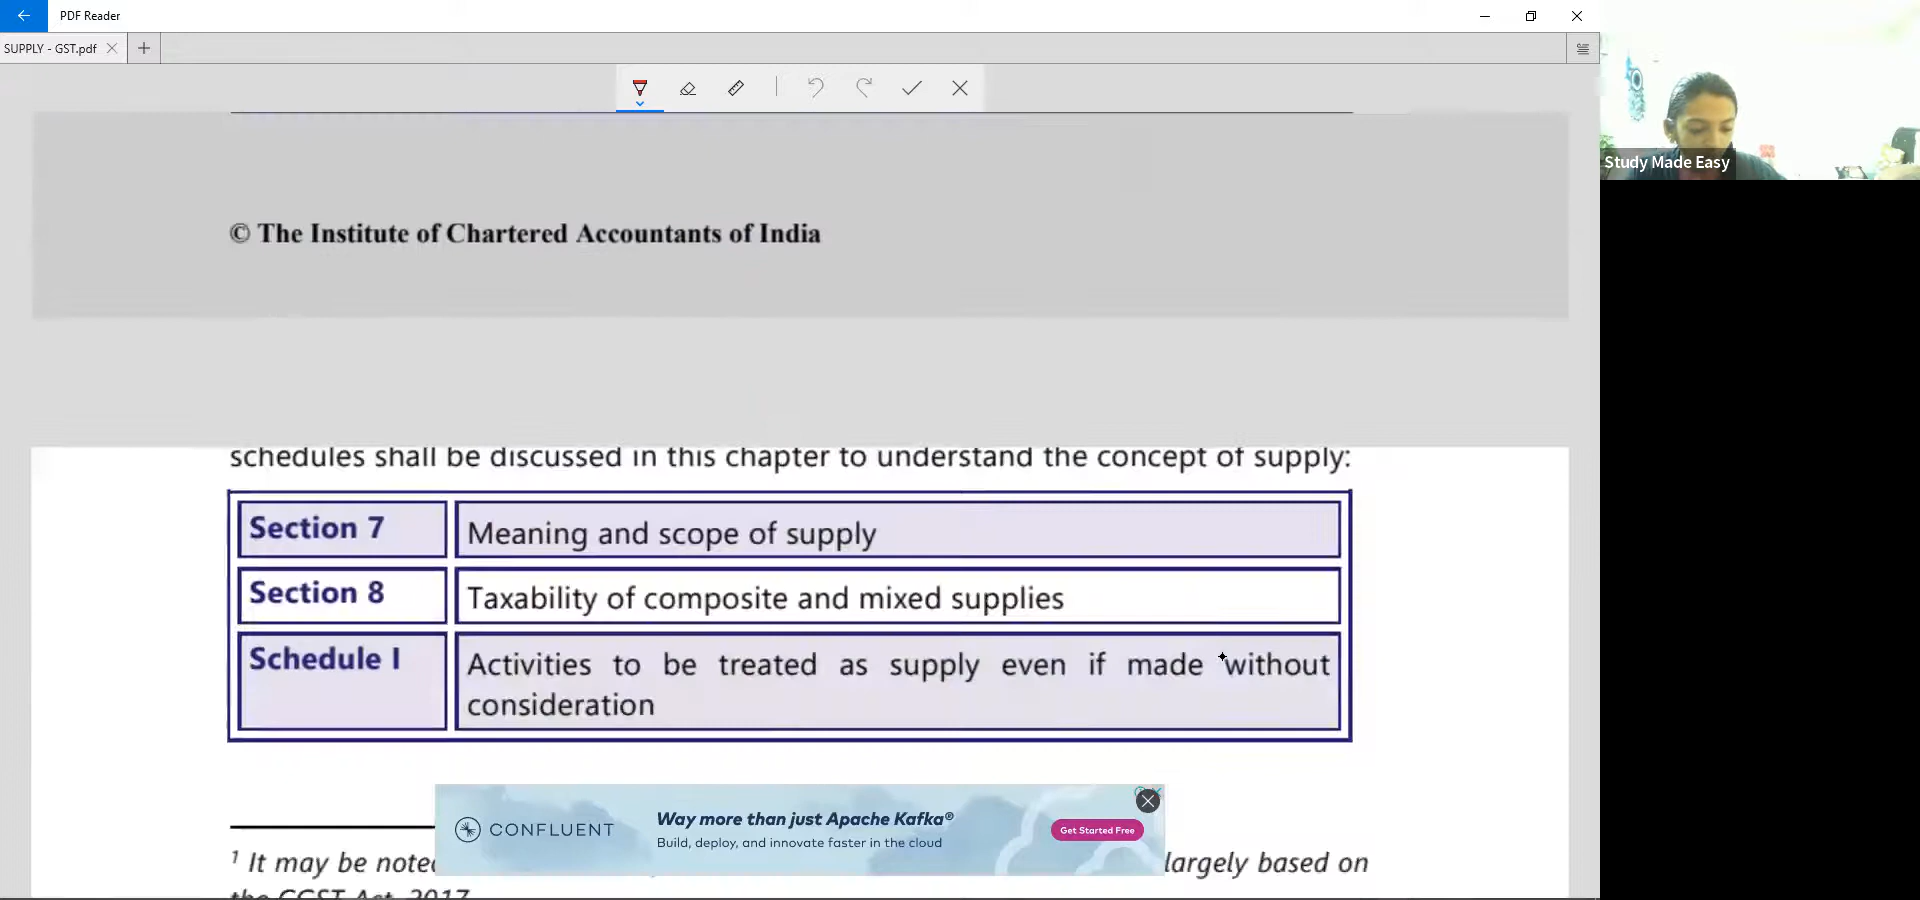 PDF Reader
SUPPLY - GST.pdf
Study Made Easy
© The Institute of Chartered Accountants of India
schedules shall be discussed in this chapter to understand the concept of supply:
Section 7
Meaning and scope of supply
Section 8
Taxability of composite and mixed supplies
Schedule I
Activities to be treated as supply even if made without
consideration
CONFLUENT
Way more than just Apache Kafka®
Build, deploy, and innovate faster in the cloud
Get Started Free
1 It may be noted largely based on
the CGST Act, 2017